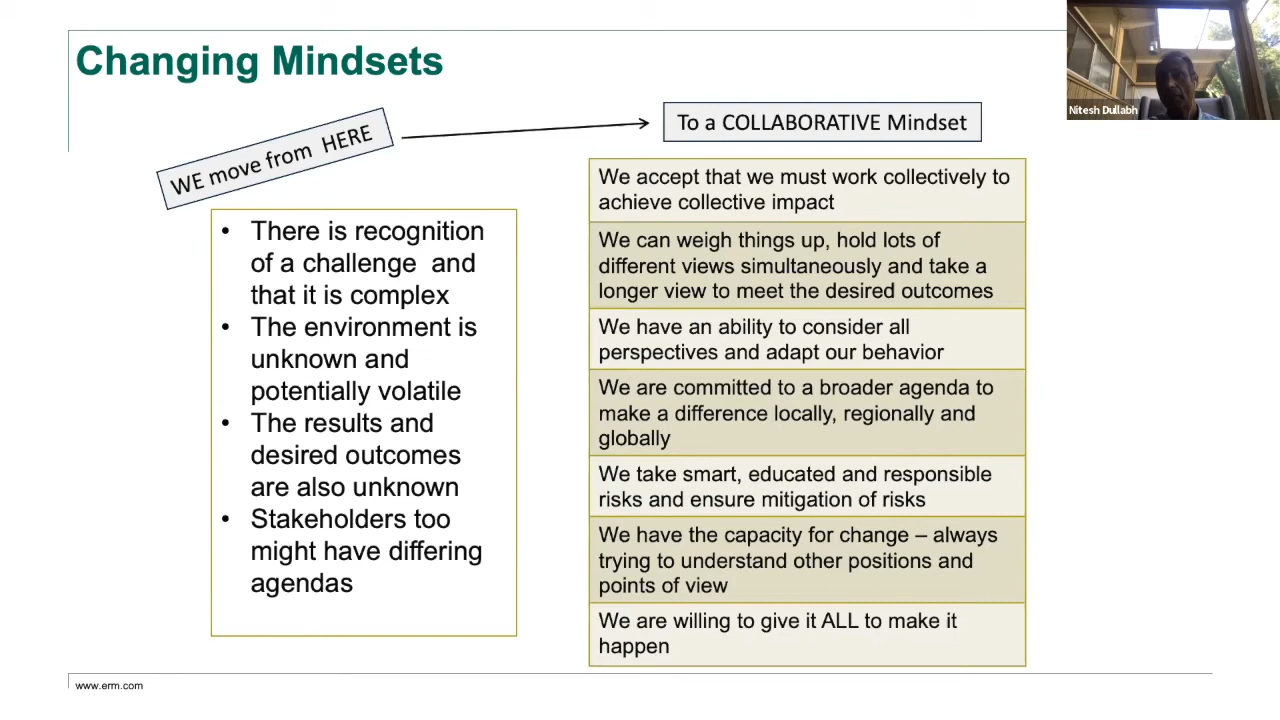 Changing Mindsets
Nitesh Dullabh
WE move from HERE
To a COLLABORATIVE Mindset
• There is recognition
of a challenge and
that it is complex
• The environment is
unknown and
potentially volatile
• The results and
desired outcomes
are also unknown
• Stakeholders too
might have differing
agendas
We accept that we must work collectively to
achieve collective impact
We can weigh things up, hold lots of
different views simultaneously and take a
longer view to meet the desired outcomes
We have an ability to consider all
perspectives and adapt our behavior
We are committed to a broader agenda to
make a difference locally, regionally and
globally
We take smart, educated and responsible
risks and ensure mitigation of risks
We have the capacity for change – always
trying to understand other positions and
points of view
We are willing to give it ALL to make it
happen
www.erm.com